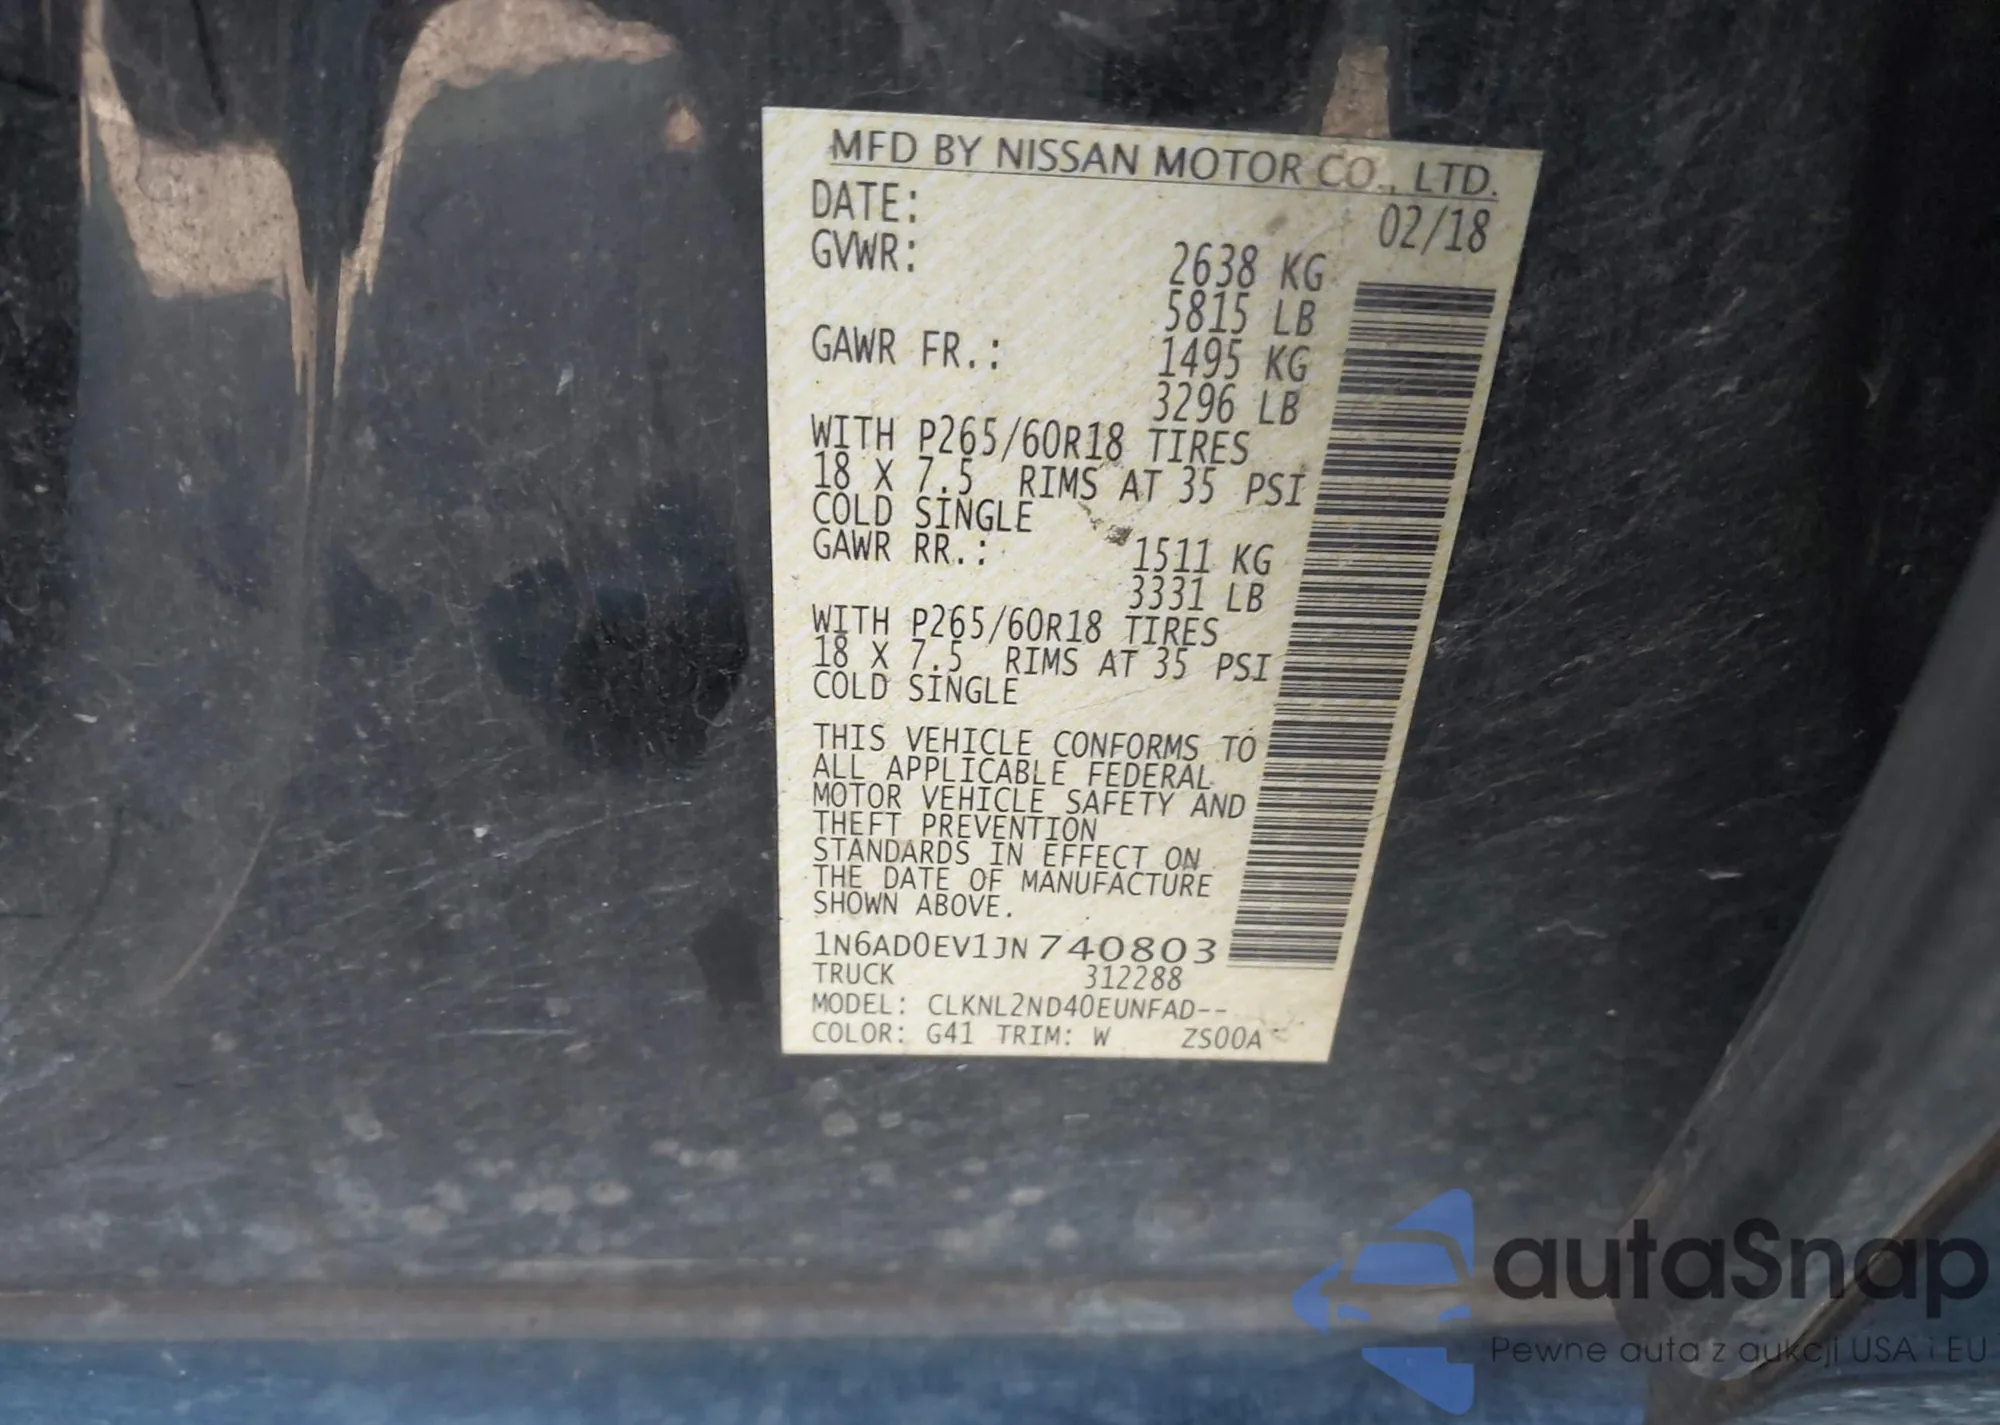 MFD BY NISSAN MOTOR CO., LTD.
DATE: 02/18
GVWR: 2638 KG
5815 LB
GAWR FR.: 1495 KG
3296 LB
WITH P265/60R18 TIRES
18 X 7.5 RIMS AT 35 PSI
COLD SINGLE
GAWR RR.: 1511 KG
3331 LB
WITH P265/60R18 TIRES
18 X 7.5 RIMS AT 35 PSI
COLD SINGLE
THIS VEHICLE CONFORMS TO
ALL APPLICABLE FEDERAL
MOTOR VEHICLE SAFETY AND
THEFT PREVENTION
STANDARDS IN EFFECT ON
THE DATE OF MANUFACTURE
SHOWN ABOVE.
1N6AD0EV1JN740803
TRUCK 312288
MODEL: CLKNL2ND40EUNFAD--
COLOR: G41 TRIM: W ZS00A
autaSnap
Pewne auta z aukcji USA i EU